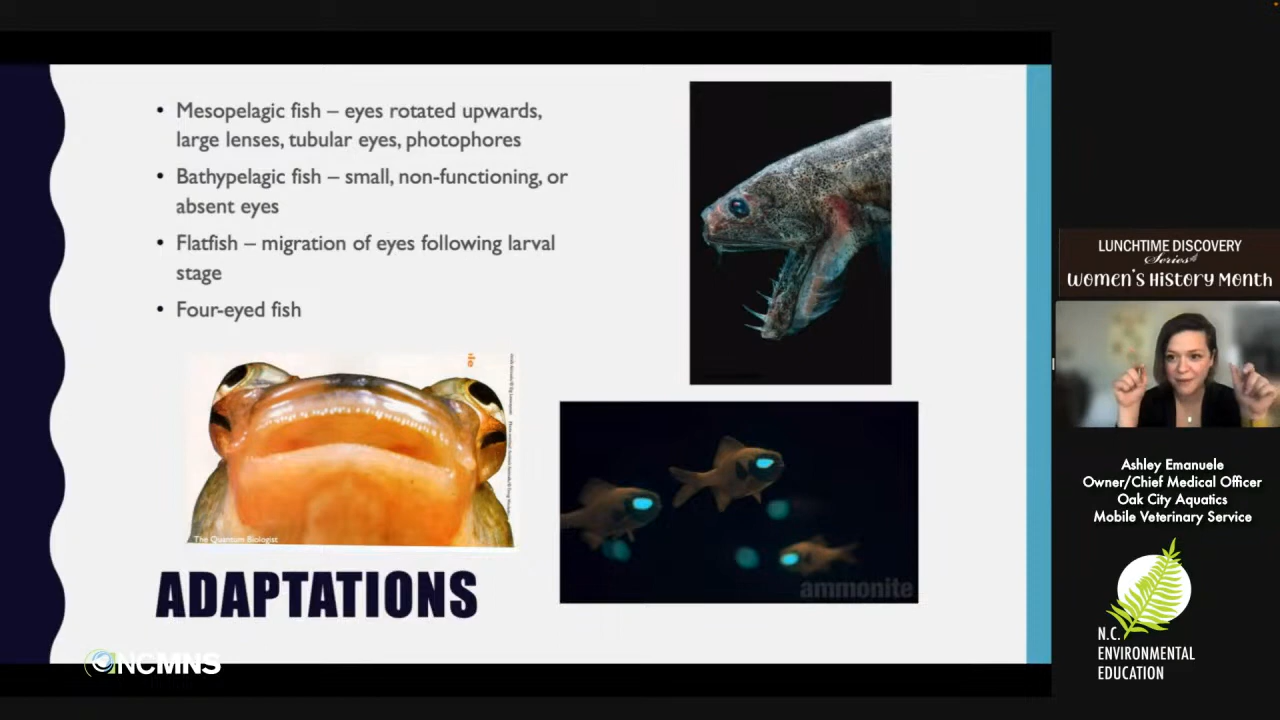 • Mesopelagic fish – eyes rotated upwards,
large lenses, tubular eyes, photophores
• Bathypelagic fish – small, non-functioning, or
absent eyes
• Flatfish – migration of eyes following larval
stage
• Four-eyed fish
The Quantum Biologist
ammonite
ADAPTATIONS
NCMNS
LUNCHTIME DISCOVERY
Series
Women's History Month
Ashley Emanuele
Owner/Chief Medical Officer
Oak City Aquatics
Mobile Veterinary Service
N.C.
ENVIRONMENTAL
EDUCATION